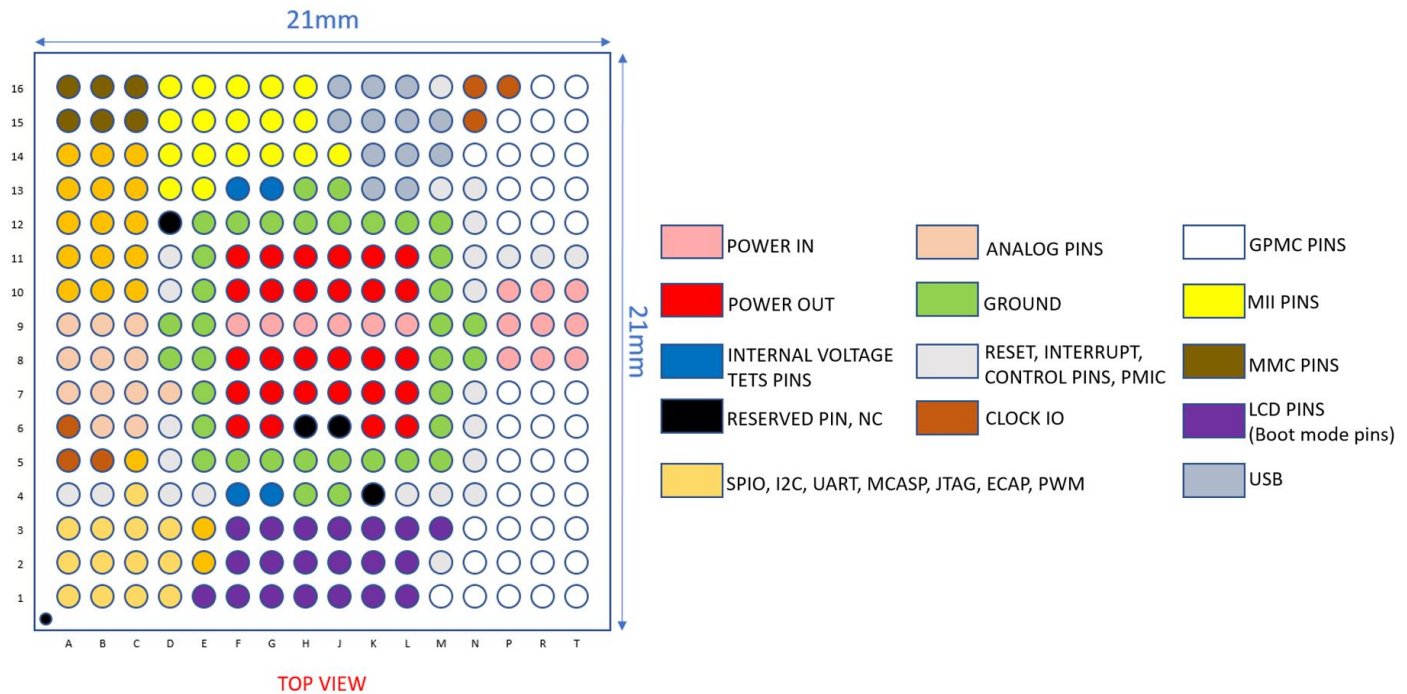 21mm
16
15
14
13
12
11
10
9
8
7
6
5
4
3
2
1
A B C D E F G H J K L M N P R T
TOP VIEW
21mm
POWER IN
POWER OUT
INTERNAL VOLTAGE
TETS PINS
RESERVED PIN, NC
SPIO, I2C, UART, MCASP, JTAG, ECAP, PWM
ANALOG PINS
GROUND
RESET, INTERRUPT,
CONTROL PINS, PMIC
CLOCK IO
GPMC PINS
MII PINS
MMC PINS
LCD PINS
(Boot mode pins)
USB